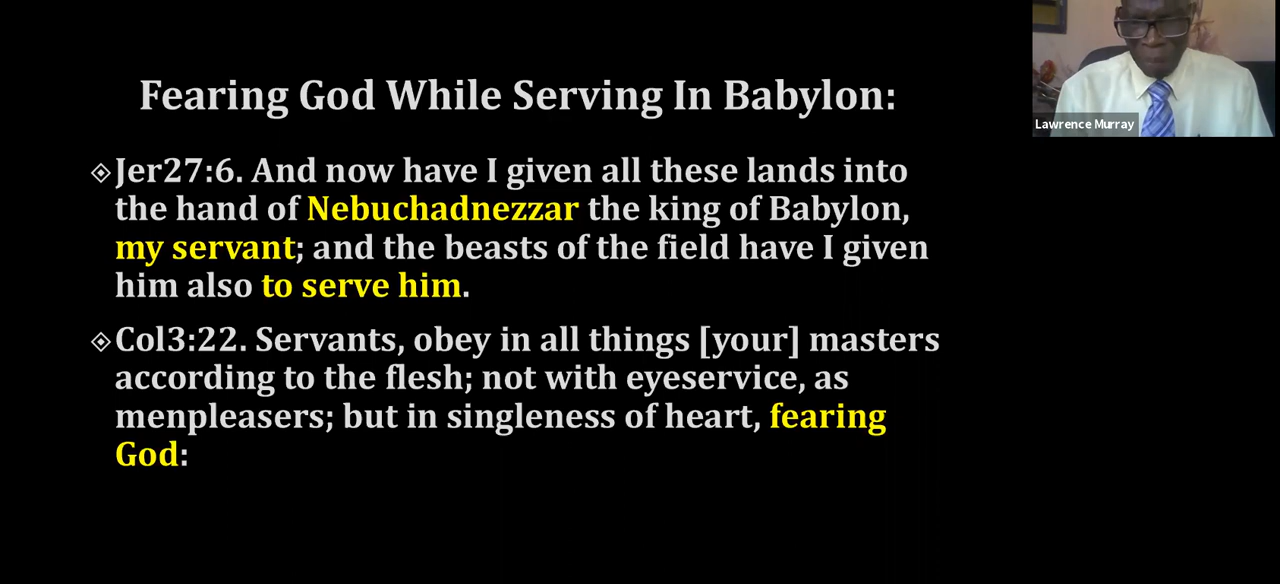 Fearing God While Serving In Babylon:
Jer27:6. And now have I given all these lands into
the hand of Nebuchadnezzar the king of Babylon,
my servant; and the beasts of the field have I given
him also to serve him.
Col3:22. Servants, obey in all things [your] masters
according to the flesh; not with eyeservice, as
menpleasers; but in singleness of heart, fearing
God:
Lawrence Murray